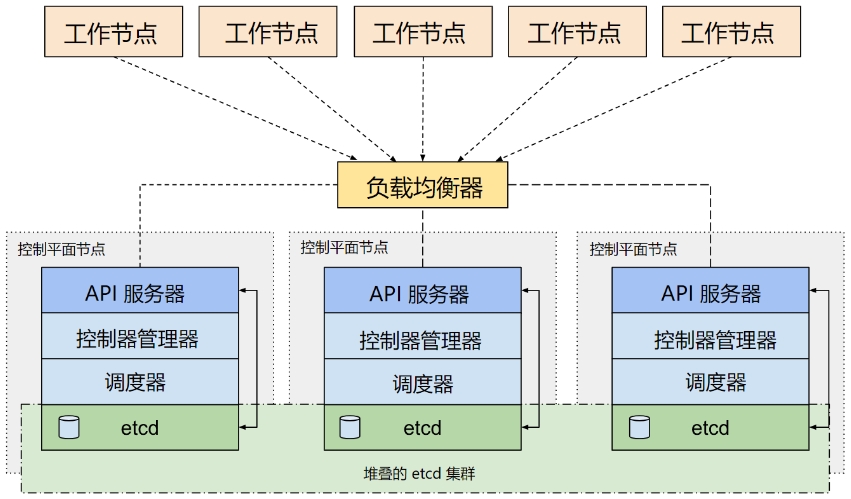 工作节点
工作节点
工作节点
工作节点
工作节点
负载均衡器
控制平面节点
控制平面节点
控制平面节点
API 服务器
API 服务器
API 服务器
控制器管理器
控制器管理器
控制器管理器
调度器
调度器
调度器
etcd
etcd
etcd
堆叠的 etcd 集群